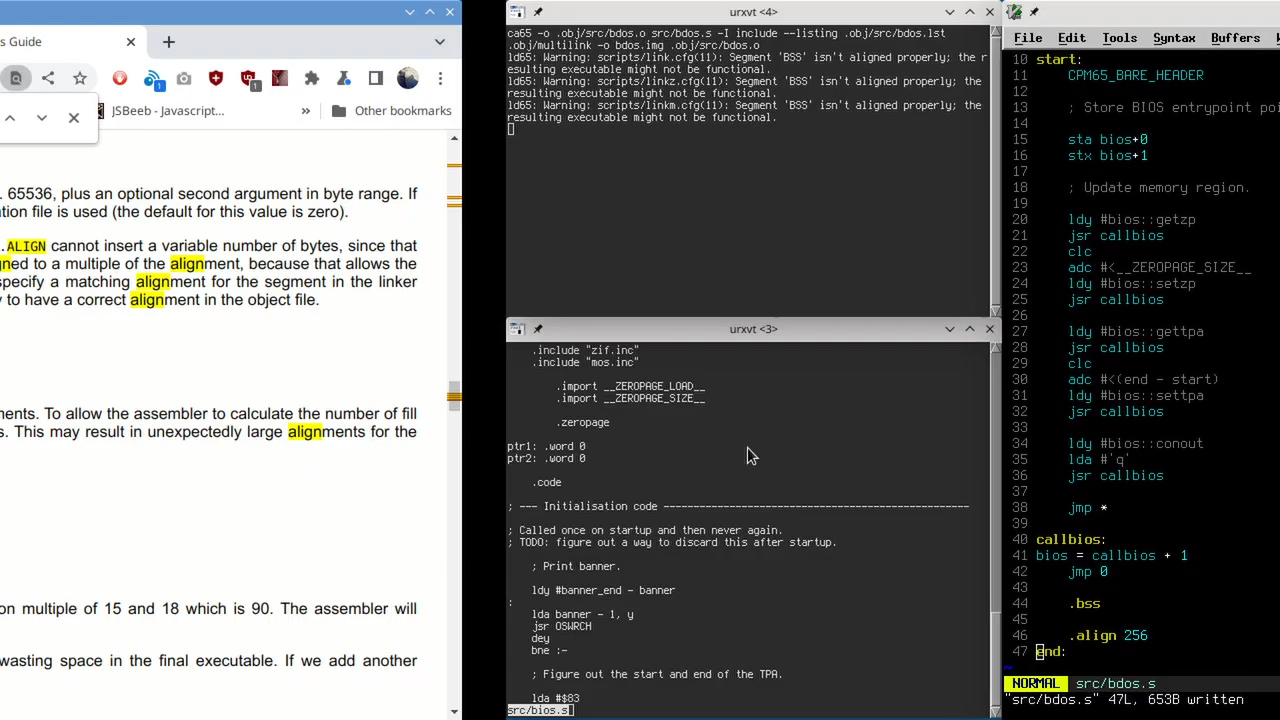 s Guide
JSBeeb - Javascript...
Other bookmarks
1
1
. 65536, plus an optional second argument in byte range. If
ation file is used (the default for this value is zero).
.ALIGN cannot insert a variable number of bytes, since that
gned to a multiple of the alignment, because that allows the
specify a matching alignment for the segment in the linker
y to have a correct alignment in the object file.
ments. To allow the assembler to calculate the number of fill
s. This may result in unexpectedly large alignments for the
on multiple of 15 and 18 which is 90. The assembler will
wasting space in the final executable. If we add another
urxvt <4>
ca65 -o .obj/src/bdos.o src/bdos.s -I include --listing .obj/src/bdos.lst
.obj/multilink -o bdos.img .obj/src/bdos.o
ld65: Warning: scripts/link.cfg(11): Segment 'BSS' isn't aligned properly; the r
esulting executable might not be functional.
ld65: Warning: scripts/linkz.cfg(11): Segment 'BSS' isn't aligned properly; the
resulting executable might not be functional.
ld65: Warning: scripts/linkm.cfg(11): Segment 'BSS' isn't aligned properly; the
resulting executable might not be functional.
urxvt <3>
.include "zif.inc"
.include "mos.inc"
.import __ZEROPAGE_LOAD__
.import __ZEROPAGE_SIZE__
.zeropage
ptr1: .word 0
ptr2: .word 0
.code
; --- Initialisation code ---------------------------------------------------
; Called once on startup and then never again.
; TODO: figure out a way to discard this after startup.
; Print banner.
ldy #banner_end - banner
:
lda banner - 1, y
jsr OSWRCH
dey
bne :-
; Figure out the start and end of the TPA.
lda #$83
src/bios.s
File Edit Tools Syntax Buffers
10 start:
11 CPM65_BARE_HEADER
12
13 ; Store BIOS entrypoint poi
14
15 sta bios+0
16 stx bios+1
17
18 ; Update memory region.
19
20 ldy #bios::getzp
21 jsr callbios
22 clc
23 adc #<__ZEROPAGE_SIZE__
24 ldy #bios::setzp
25 jsr callbios
26
27 ldy #bios::gettpa
28 jsr callbios
29 clc
30 adc #<(end - start)
31 ldy #bios::settpa
32 jsr callbios
33
34 ldy #bios::conout
35 lda #'q'
36 jsr callbios
37
38 jmp *
39
40 callbios:
41 bios = callbios + 1
42 jmp 0
43
44 .bss
45
46 .align 256
47 end:
~
NORMAL src/bdos.s
"src/bdos.s" 47L, 653B written